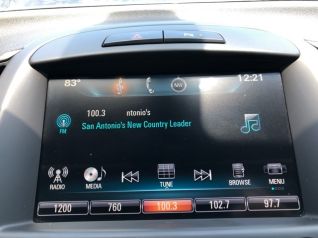 83°
NW
12:21
100.3 ntonio's
FM
San Antonio's New Country Leader
RADIO MEDIA TUNE BROWSE MENU
1200 760 100.3 102.7 97.7